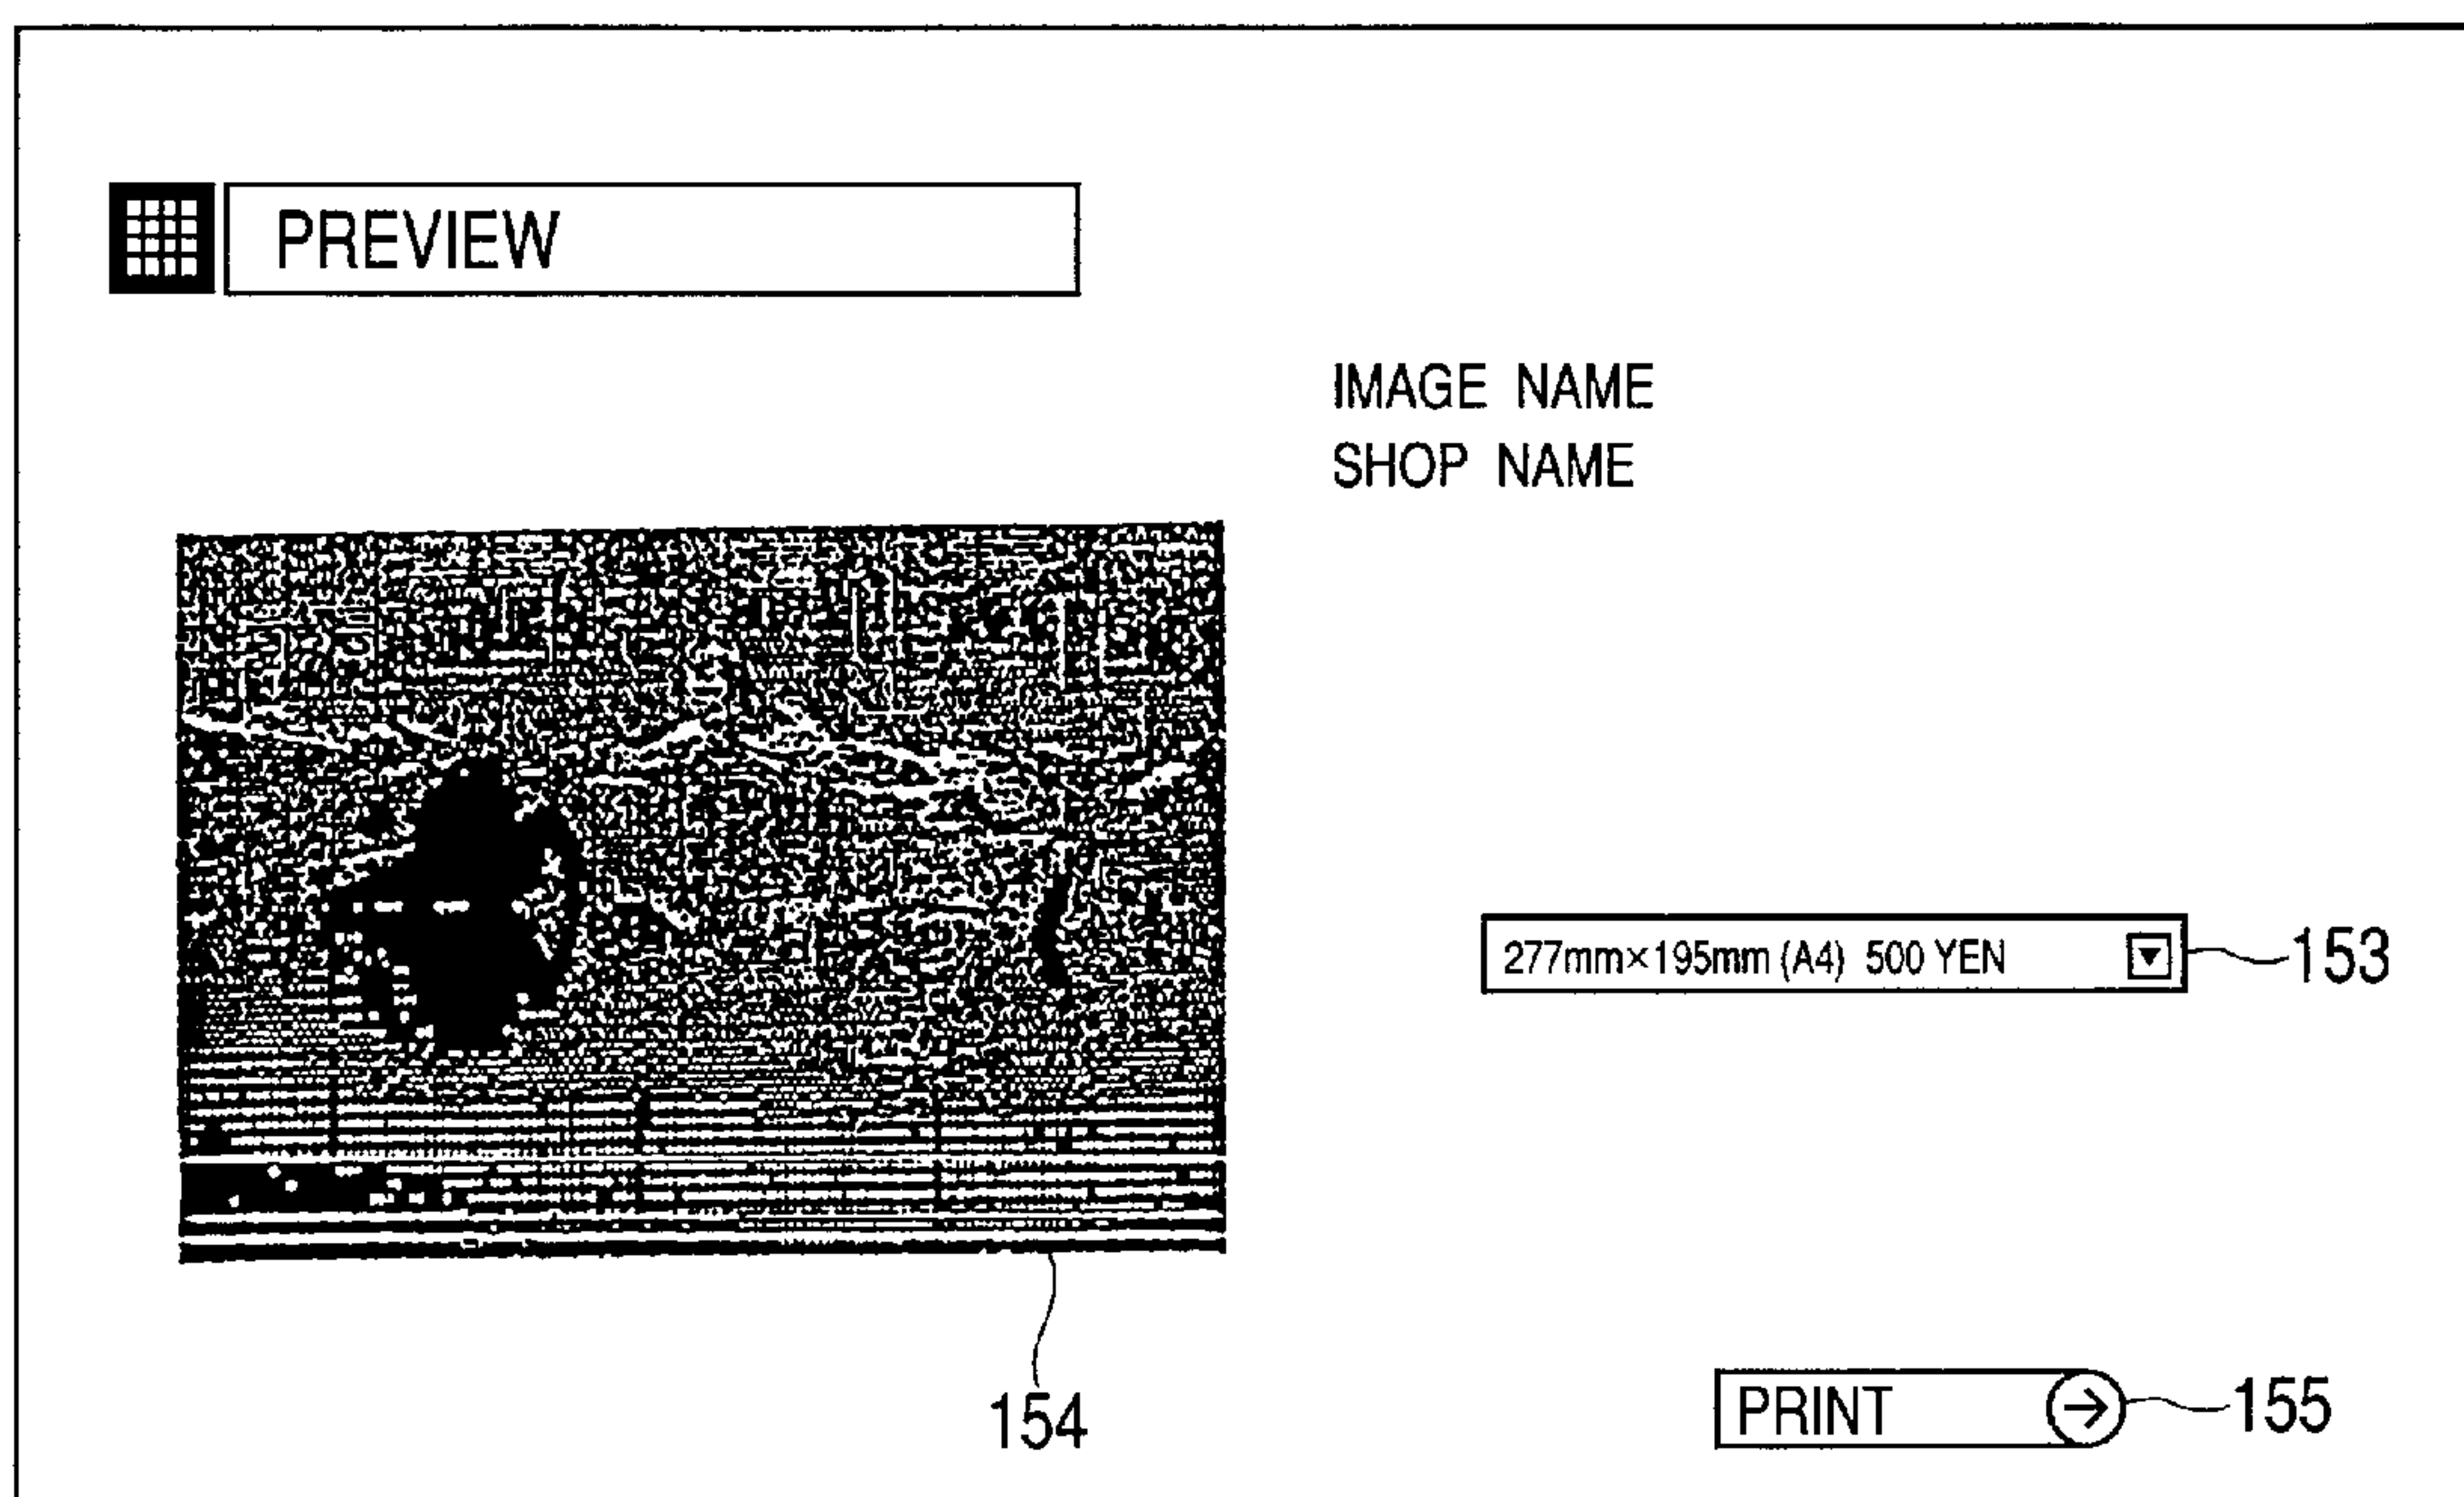 PREVIEW
IMAGE NAME
SHOP NAME
277mm×195mm (A4) 500 YEN
153
154
PRINT
155